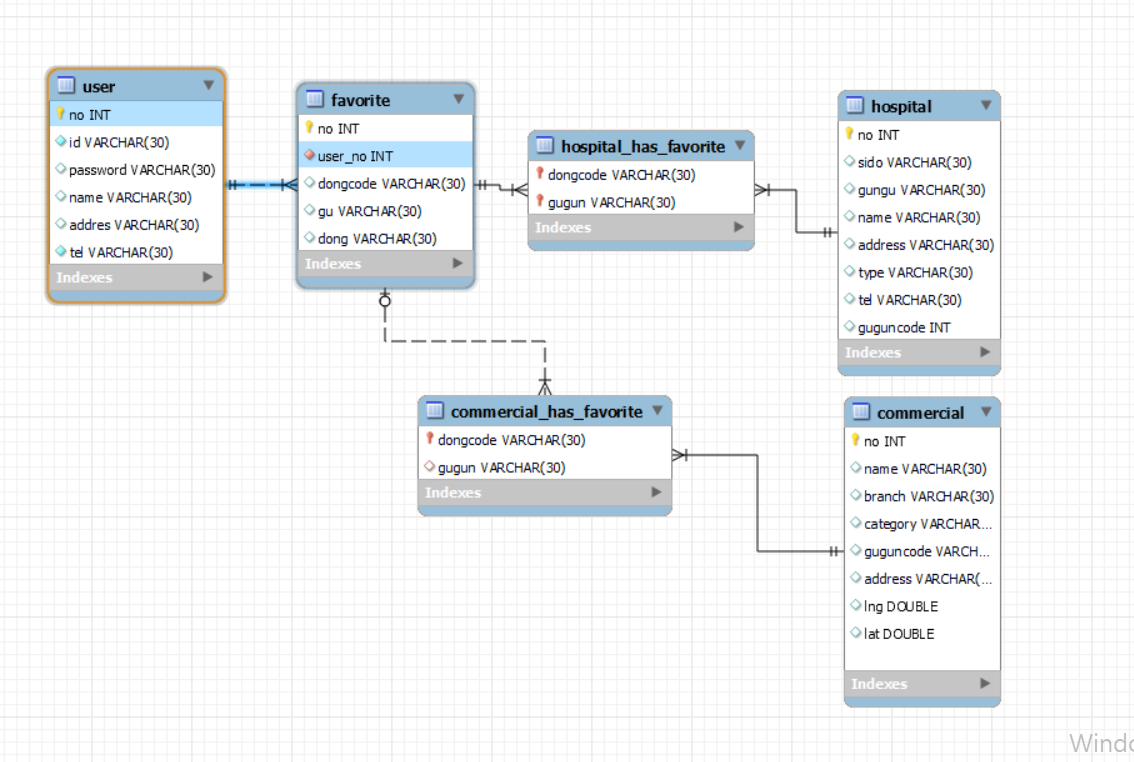 user
no INT
id VARCHAR(30)
password VARCHAR(30)
name VARCHAR(30)
addres VARCHAR(30)
tel VARCHAR(30)
Indexes
favorite
no INT
user_no INT
dongcode VARCHAR(30)
gu VARCHAR(30)
dong VARCHAR(30)
Indexes
hospital_has_favorite
dongcode VARCHAR(30)
gugun VARCHAR(30)
Indexes
hospital
no INT
sido VARCHAR(30)
gungu VARCHAR(30)
name VARCHAR(30)
address VARCHAR(30)
type VARCHAR(30)
tel VARCHAR(30)
guguncode INT
Indexes
commercial_has_favorite
dongcode VARCHAR(30)
gugun VARCHAR(30)
Indexes
commercial
no INT
name VARCHAR(30)
branch VARCHAR(30)
category VARCHAR...
guguncode VARCH...
address VARCHAR(...
lng DOUBLE
lat DOUBLE
Indexes